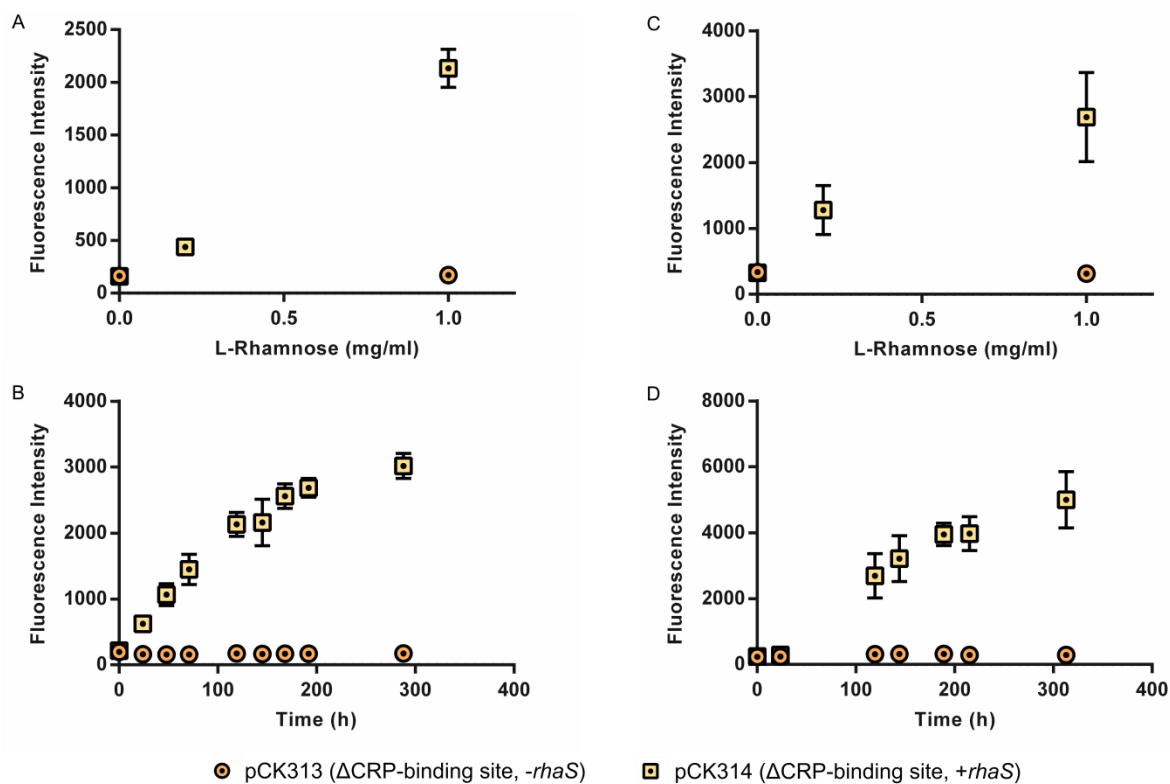 A
Fluorescence Intensity
2500
2000
1500
1000
500
0
0.0 0.5 1.0
L-Rhamnose (mg/ml)
C
Fluorescence Intensity
4000
3000
2000
1000
0
0.0 0.5 1.0
L-Rhamnose (mg/ml)
B
Fluorescence Intensity
4000
3000
2000
1000
0
0 100 200 300 400
Time (h)
D
Fluorescence Intensity
8000
6000
4000
2000
0
0 100 200 300 400
Time (h)
pCK313 (ΔCRP-binding site, -rhaS)
pCK314 (ΔCRP-binding site, +rhaS)